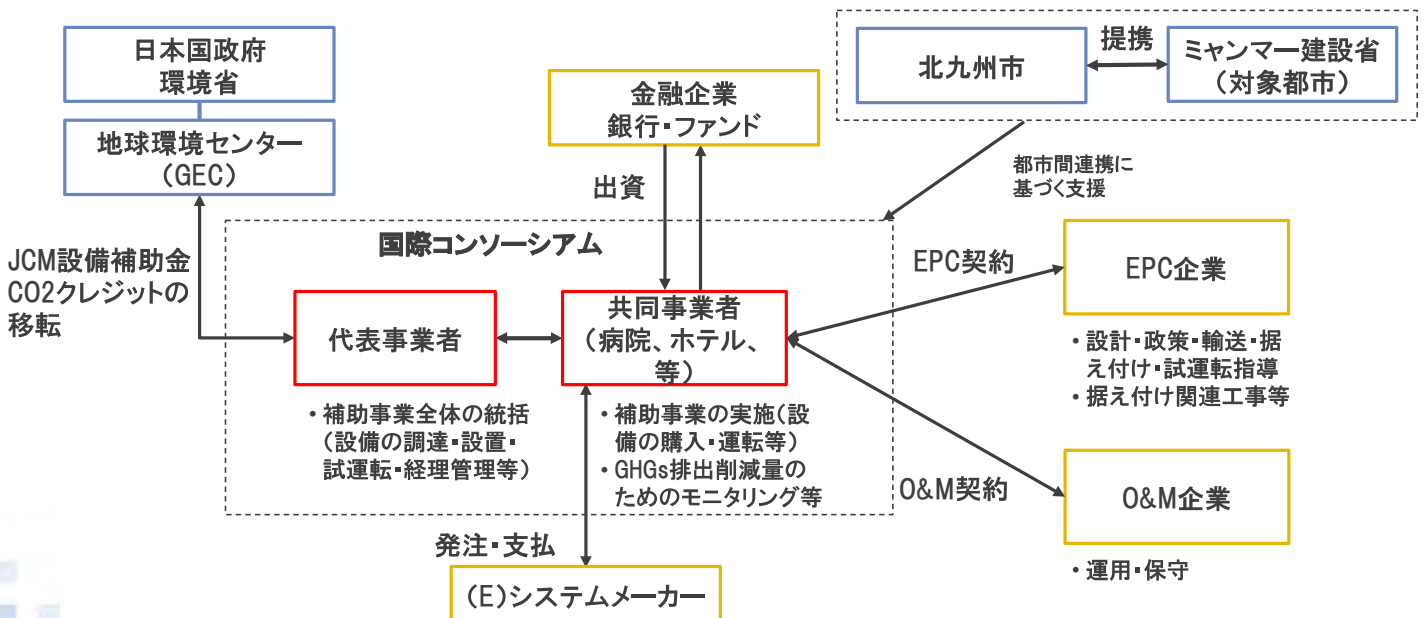 日本国政府
環境省
地球環境センター
(GEC)
金融企業
銀行・ファンド
北九州市
提携
ミャンマー建設省
(対象都市)
都市間連携に
基づく支援
出資
国際コンソーシアム
JCM設備補助金
CO2クレジットの
移転
代表事業者
共同事業者
(病院、ホテル、
等)
EPC契約
EPC企業
・設計・政策・輸送・据
え付け・試運転指導
・据え付け関連工事等
・補助事業全体の統括
(設備の調達・設置・
試運転・経理管理等)
・補助事業の実施(設
備の購入・運転等)
・GHGs排出削減量の
ためのモニタリング等
O&M契約
O&M企業
・運用・保守
発注・支払
(E)システムメーカー